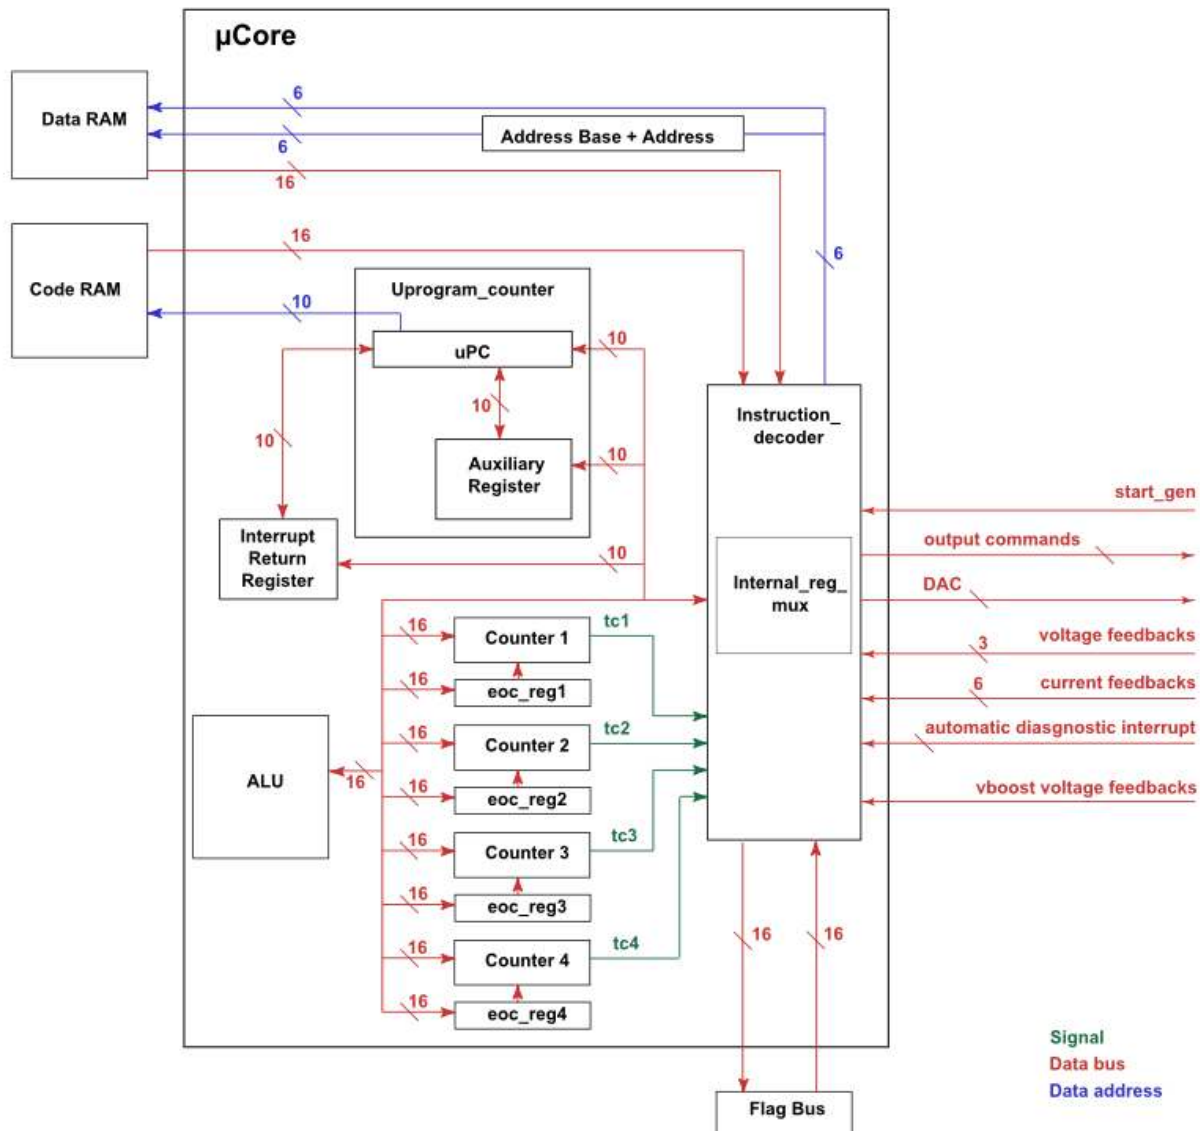 µCore
6
Data RAM
Address Base + Address
6
16
16
6
Code RAM
Uprogram_counter
10
uPC
10
10
10
Instruction_
decoder
Auxiliary
Register
10
start_gen
Interrupt
Return
Register
10
output commands
Internal_reg_
mux
DAC
16
Counter 1
tc1
voltage feedbacks
3
16
eoc_reg1
current feedbacks
6
16
Counter 2
tc2
automatic diasgnostic interrupt
ALU
16
16
eoc_reg2
vboost voltage feedbacks
16
Counter 3
tc3
16
eoc_reg3
16
Counter 4
tc4
16
16
16
eoc_reg4
Signal
Data bus
Data address
Flag Bus